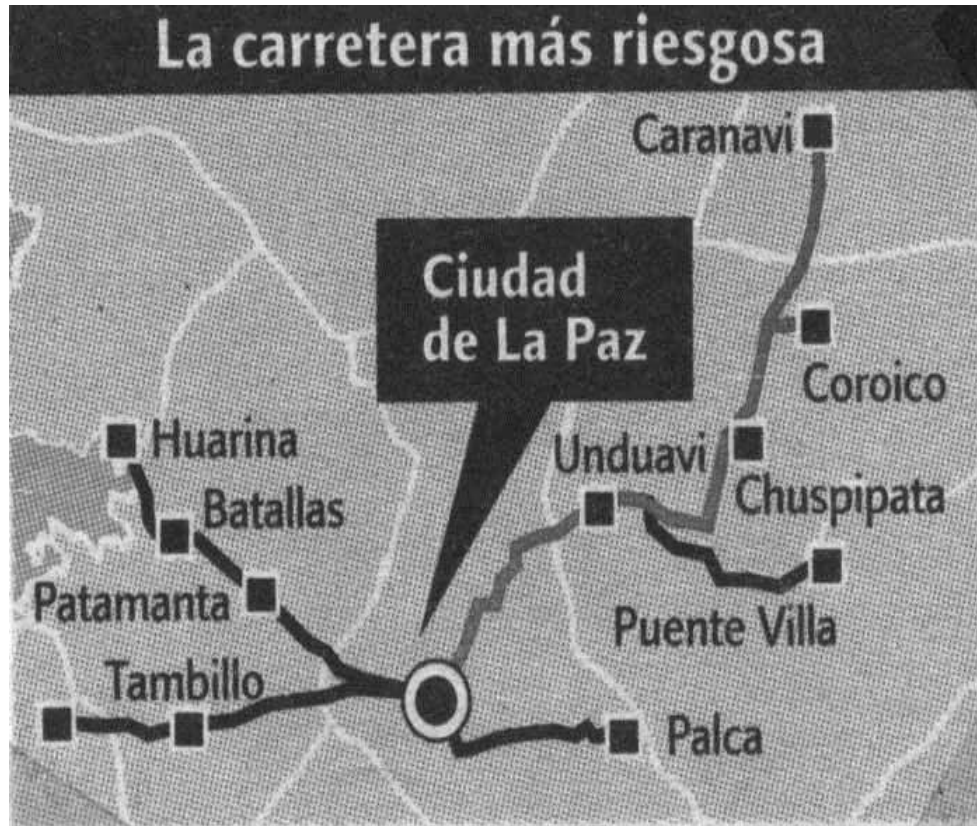 La carretera más riesgosa
Caranavi
Ciudad
de La Paz
Coroico
Huarina
Unduavi
Batallas
Chuspipata
Patamanta
Puente Villa
Tambillo
Palca